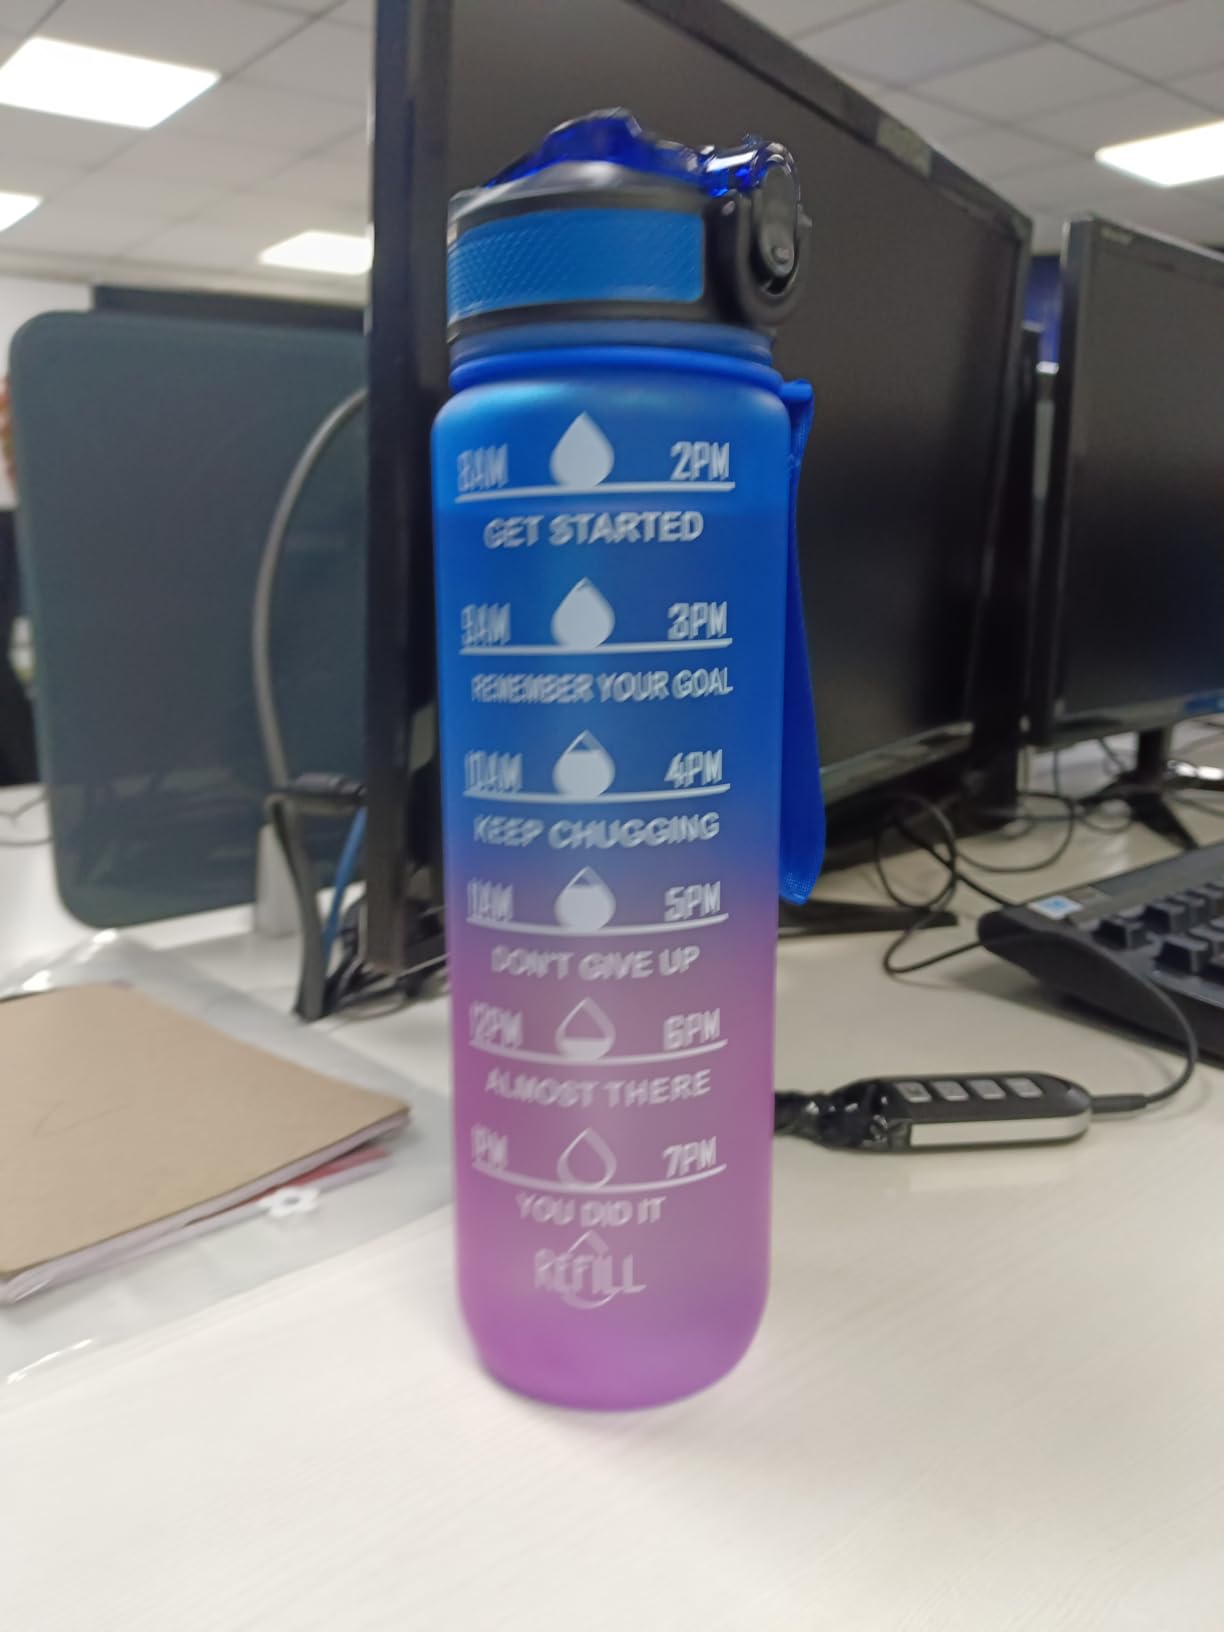 8AM 2PM
GET STARTED
9AM 3PM
REMEMBER YOUR GOAL
10AM 4PM
KEEP CHUGGING
11AM 5PM
DON'T GIVE UP
12PM 6PM
ALMOST THERE
1PM 7PM
YOU DID IT
REFILL